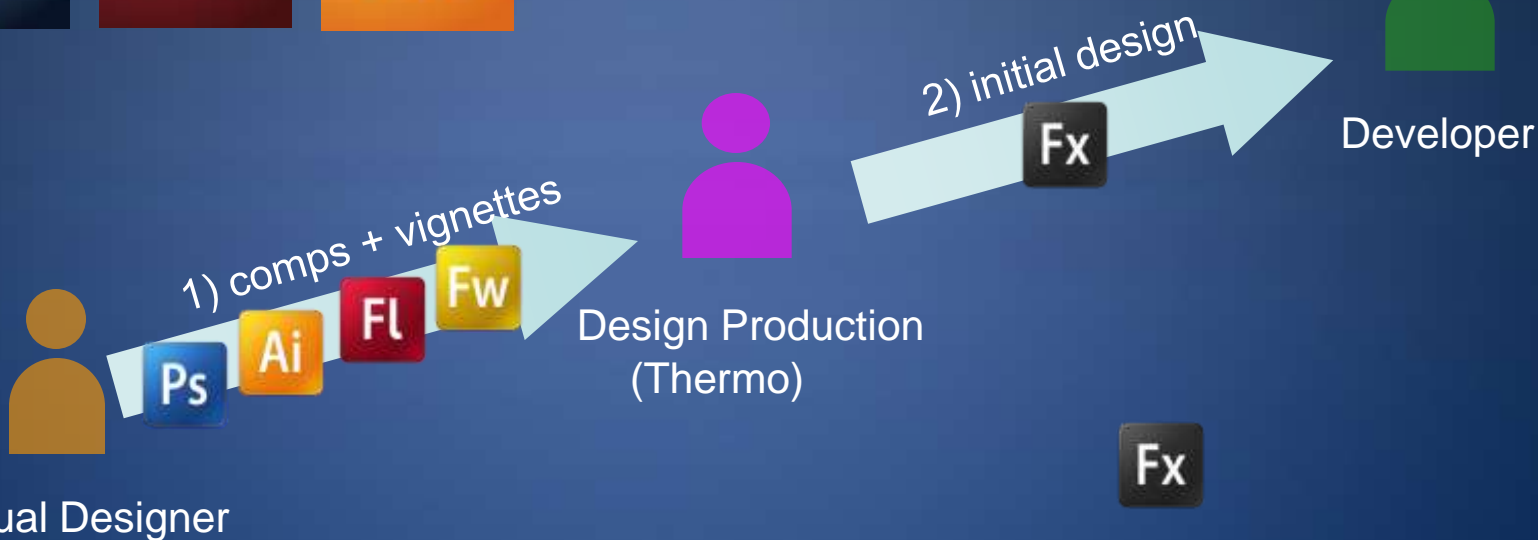 2) initial design
Fx
Developer
1) comps + vignettes
Fw
Fl
Ai
Ps
Design Production
(Thermo)
Fx
ual Designer